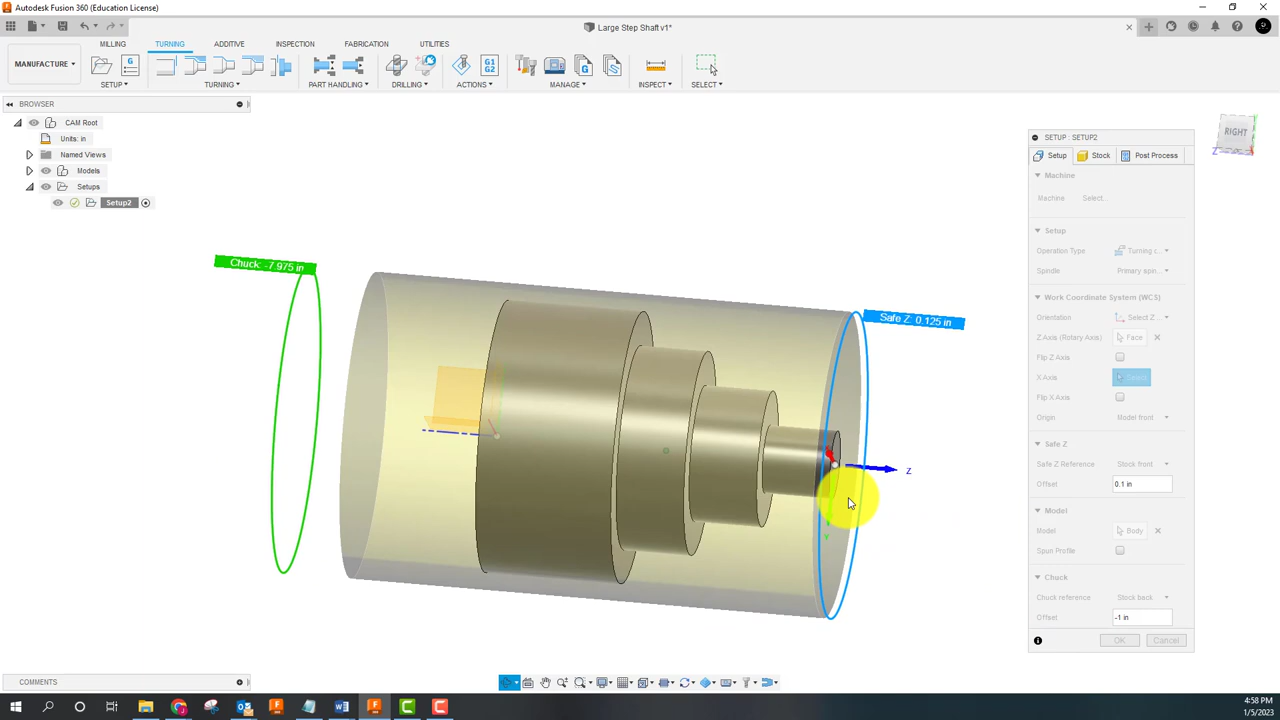 Autodesk Fusion 360 (Education License)
Large Step Shaft v1*
MILLING TURNING ADDITIVE INSPECTION FABRICATION UTILITIES
MANUFACTURE
G
G1
G2
G
SETUP TURNING PART HANDLING DRILLING ACTIONS MANAGE INSPECT SELECT
BROWSER
CAM Root
Units: in
Named Views
Models
Setups
Setup2
Chuck: -7.975 in
Safe Z: 0.125 in
Z
Y
RIGHT
Z
SETUP : SETUP2
Setup Stock Post Process
Machine
Machine Select...
Setup
Operation Type Turning c...
Spindle Primary spin...
Work Coordinate System (WCS)
Orientation Select Z ...
Z Axis (Rotary Axis) Face
Flip Z Axis
X Axis Select
Flip X Axis
Origin Model front
Safe Z
Safe Z Reference Stock front
Offset 0.1 in
Model
Model Body
Spun Profile
Chuck
Chuck reference Stock back
Offset -1 in
OK Cancel
COMMENTS
4:58 PM
1/5/2023